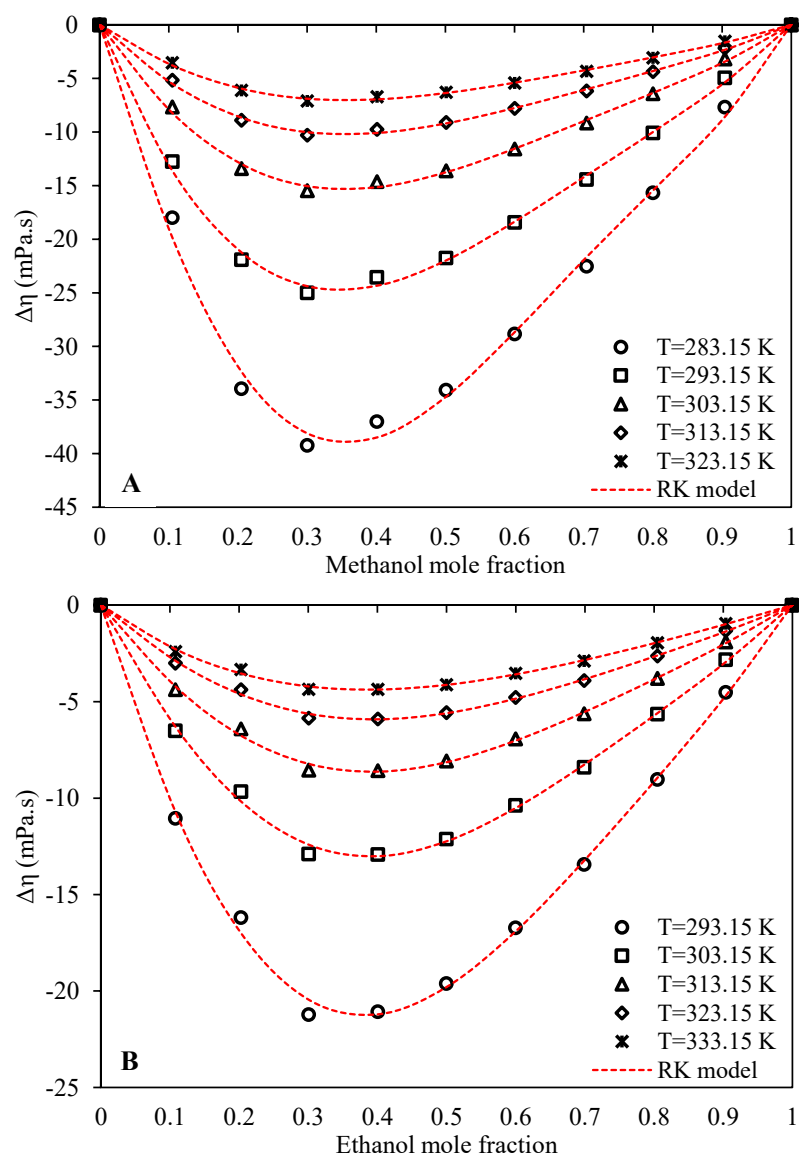 0
-5
-10
-15
-20
-25
-30
-35
-40
-45
Δη (mPa.s)
T=283.15 K
T=293.15 K
T=303.15 K
T=313.15 K
T=323.15 K
RK model
A
0 0.1 0.2 0.3 0.4 0.5 0.6 0.7 0.8 0.9 1
Methanol mole fraction
0
-5
-10
-15
-20
-25
Δη (mPa.s)
T=293.15 K
T=303.15 K
T=313.15 K
T=323.15 K
T=333.15 K
RK model
B
0 0.1 0.2 0.3 0.4 0.5 0.6 0.7 0.8 0.9 1
Ethanol mole fraction